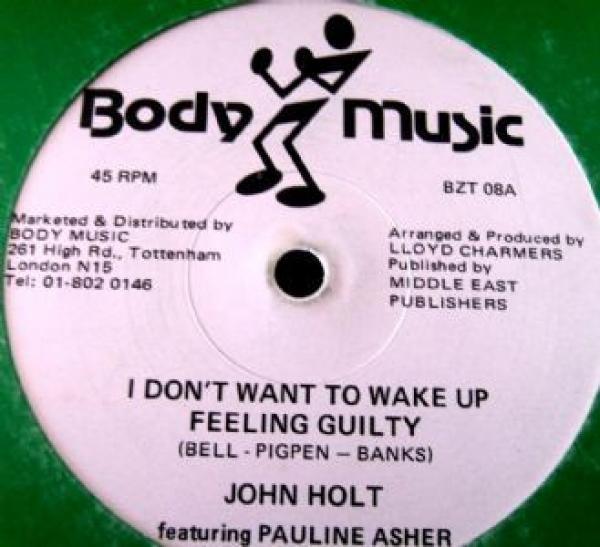 Body Music
45 RPM
BZT 08A
Marketed & Distributed by
BODY MUSIC
261 High Rd., Tottenham
London N15
Tel: 01-802 0146
Arranged & Produced by
LLOYD CHARMERS
Published by
MIDDLE EAST
PUBLISHERS
I DON'T WANT TO WAKE UP
FEELING GUILTY
(BELL - PIGPEN – BANKS)
JOHN HOLT
featuring PAULINE ASHER